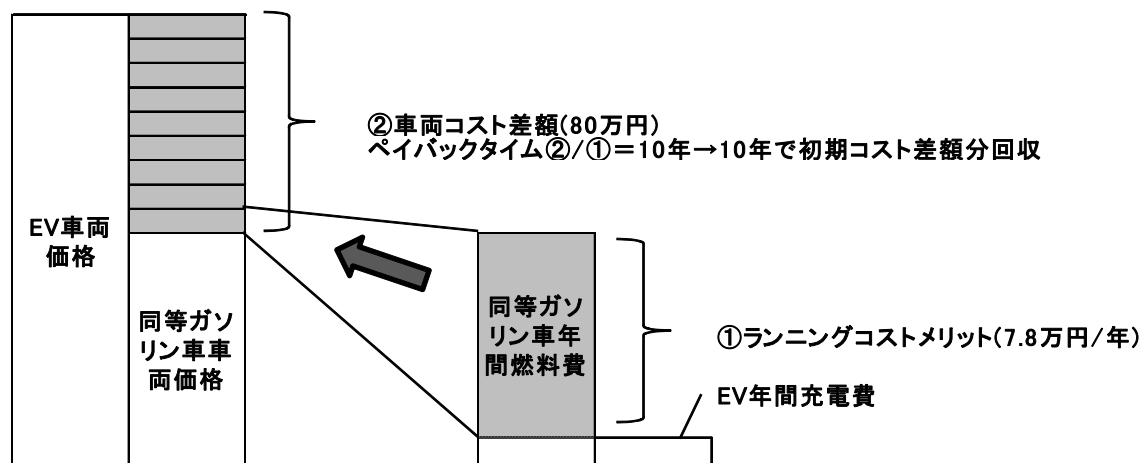 ②車両コスト差額(80万円)
ペイバックタイム②/①=10年→10年で初期コスト差額分回収
EV車両
価格
同等ガソ
リン車車
両価格
同等ガソ
リン車年
間燃料費
①ランニングコストメリット(7.8万円/年)
EV年間充電費